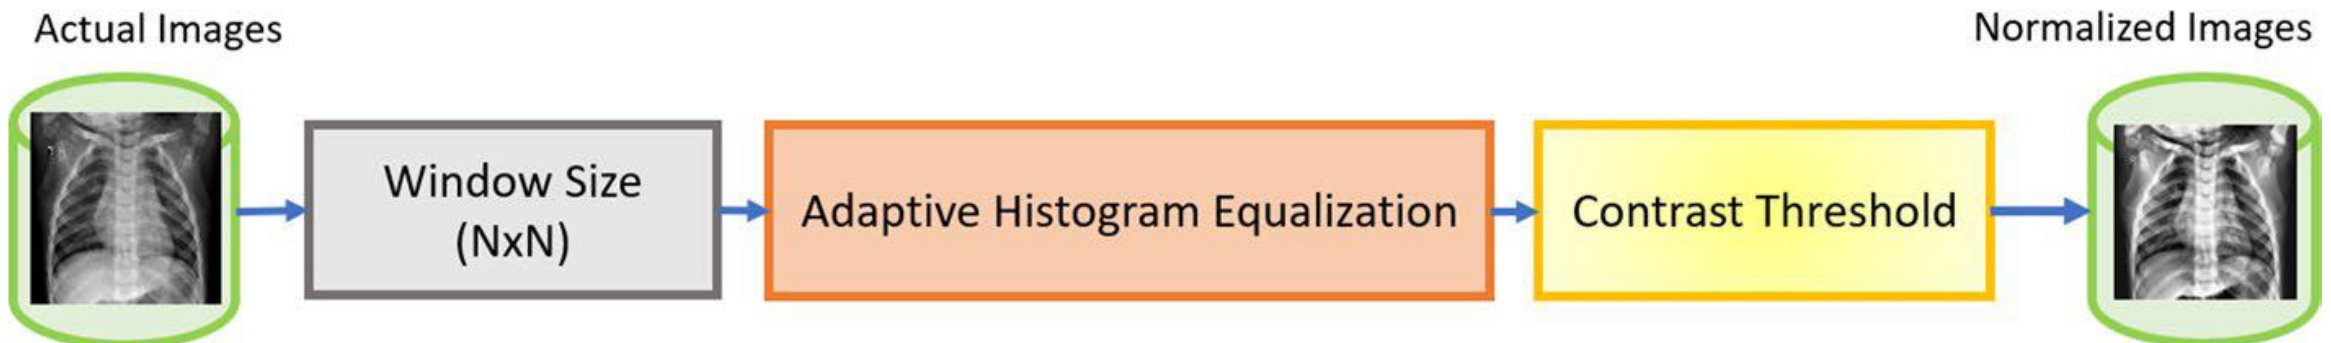 Actual Images
Normalized Images
Window Size
(NxN)
Adaptive Histogram Equalization
Contrast Threshold